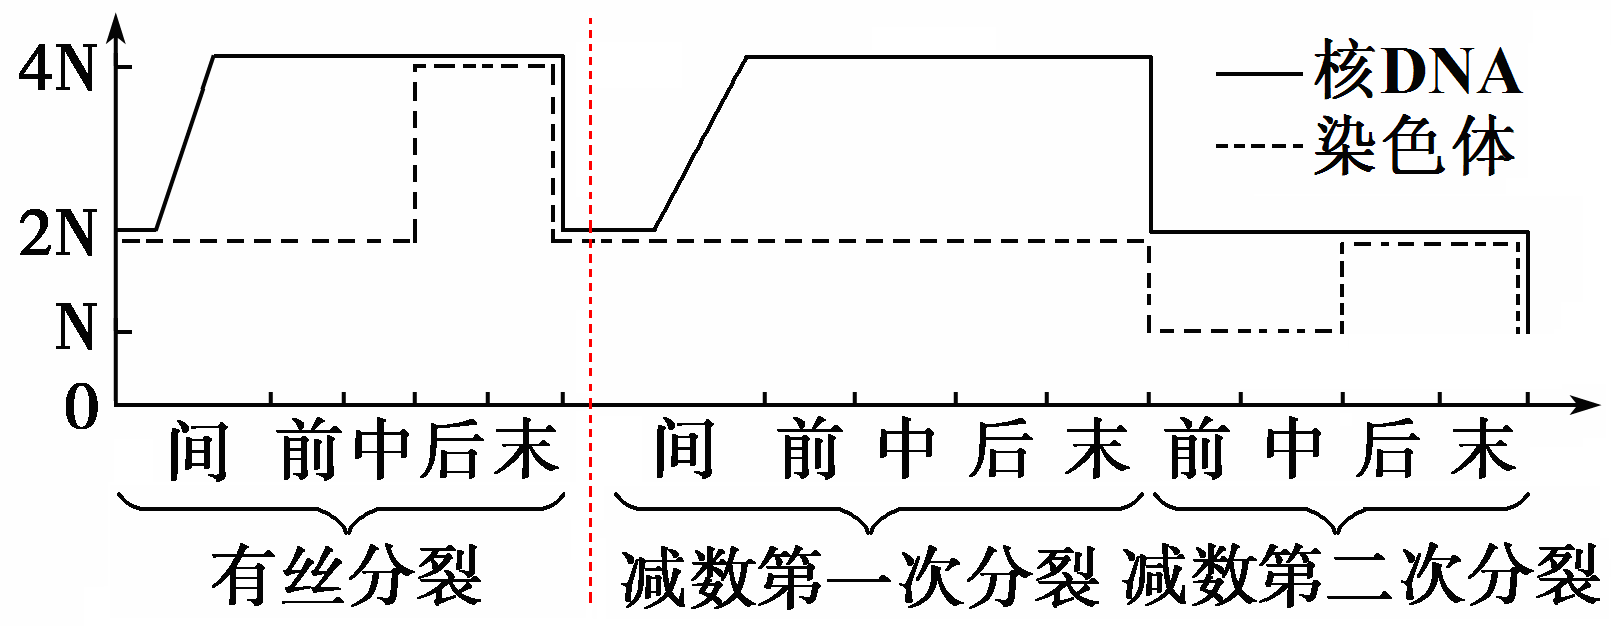 4N
2N
N
0
核DNA
染色体
间 前 中 后 末 间 前 中 后 末 前 中 后 末
有丝分裂 减数第一次分裂 减数第二次分裂